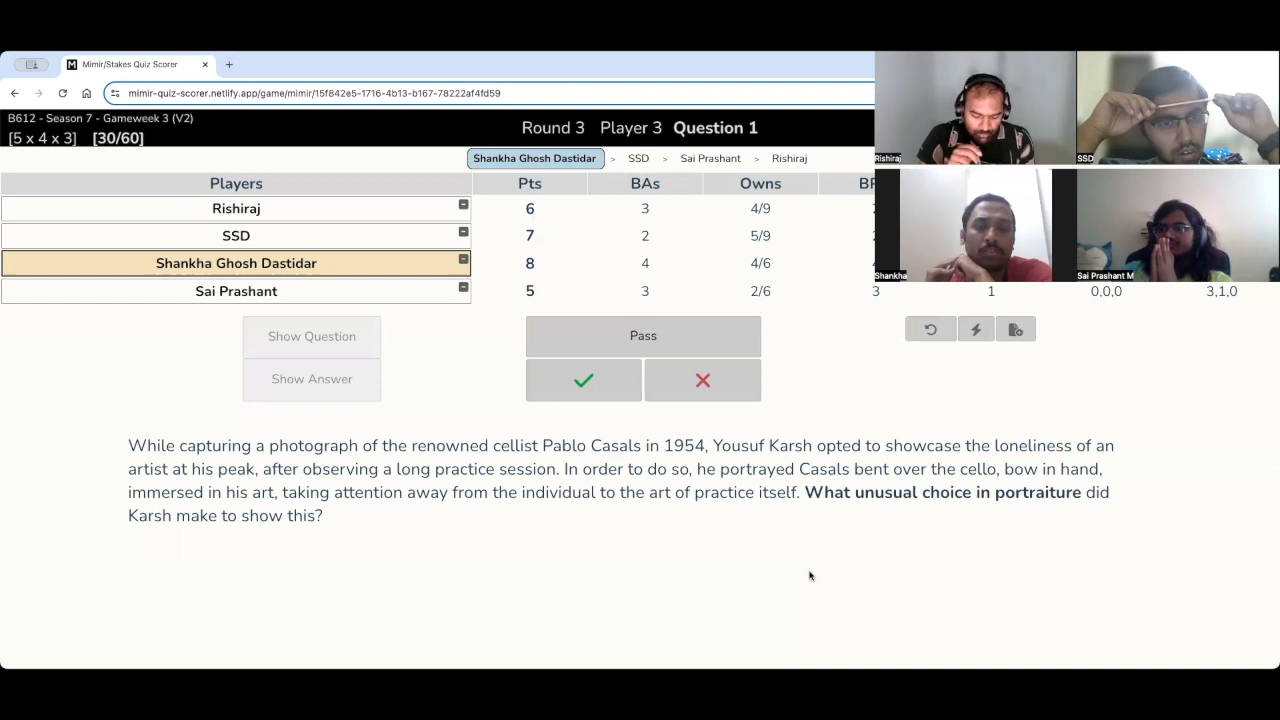 Mimir/Stakes Quiz Scorer
mimir-quiz-scorer.netlify.app/game/mimir/15f842e5-1716-4b13-b167-78222af4fd59
B612 - Season 7 - Gameweek 3 (V2)
[5 x 4 x 3] [30/60]
Round 3 Player 3 Question 1
Shankha Ghosh Dastidar > SSD > Sai Prashant > Rishiraj
Players Pts BAs Owns
Rishiraj 6 3 4/9
SSD 7 2 5/9
Shankha Ghosh Dastidar 8 4 4/6
Sai Prashant 5 3 2/6 3 1 0,0,0 3,1,0
Rishiraj
SSD
Shankha
Sai Prashant M
Show Question
Pass
Show Answer
While capturing a photograph of the renowned cellist Pablo Casals in 1954, Yousuf Karsh opted to showcase the loneliness of an
artist at his peak, after observing a long practice session. In order to do so, he portrayed Casals bent over the cello, bow in hand,
immersed in his art, taking attention away from the individual to the art of practice itself. What unusual choice in portraiture did
Karsh make to show this?